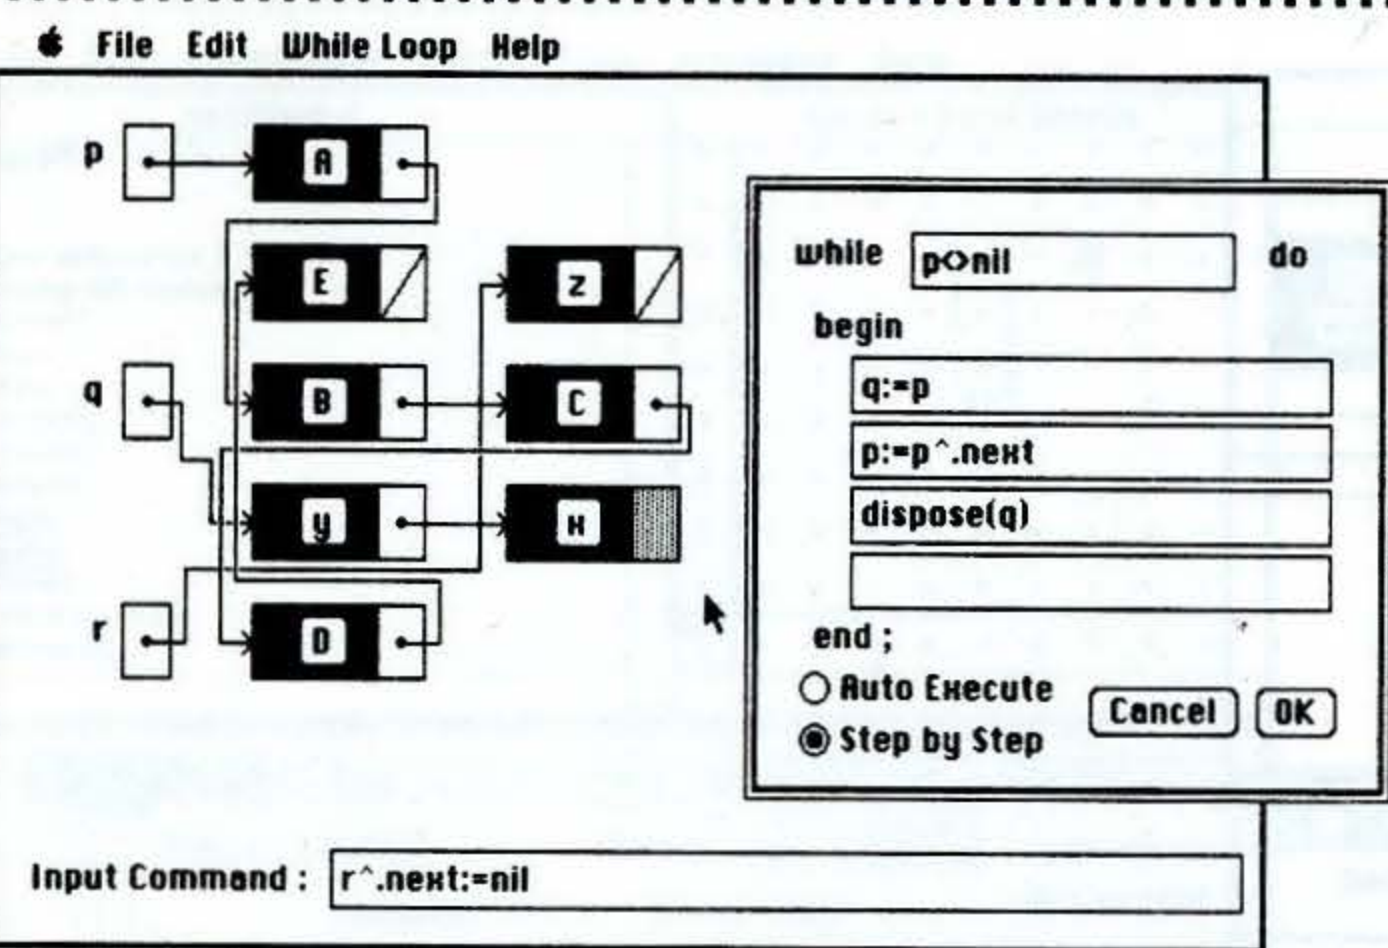 File Edit While Loop Help
p A
E z
q B C
y x
r D
while p<>nil do
begin
q:=p
p:=p^.next
dispose(q)
end ;
Auto Execute
Step by Step
Cancel OK
Input Command : r^.next:=nil